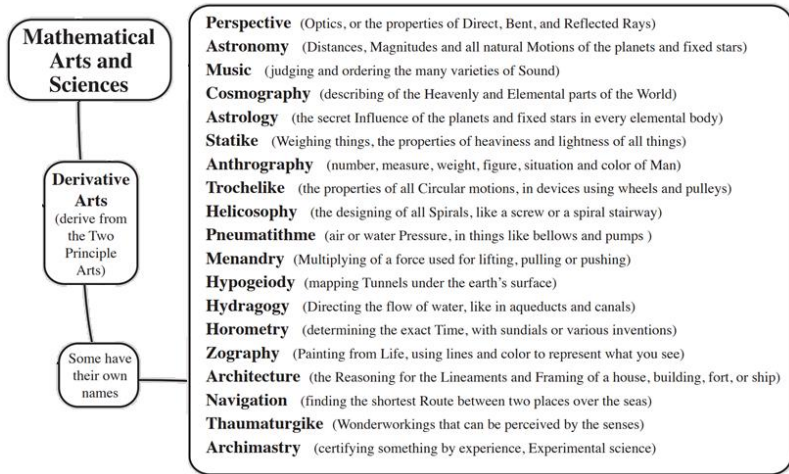 Mathematical
Arts and
Sciences
Derivative
Arts
(derive from
the Two
Principle
Arts)
Some have
their own
names
Perspective (Optics, or the properties of Direct, Bent, and Reflected Rays)
Astronomy (Distances, Magnitudes and all natural Motions of the planets and fixed stars)
Music (judging and ordering the many varieties of Sound)
Cosmography (describing of the Heavenly and Elemental parts of the World)
Astrology (the secret Influence of the planets and fixed stars in every elemental body)
Statike (Weighing things, the properties of heaviness and lightness of all things)
Anthrography (number, measure, weight, figure, situation and color of Man)
Trochelike (the properties of all Circular motions, in devices using wheels and pulleys)
Helicosophy (the designing of all Spirals, like a screw or a spiral stairway)
Pneumatithme (air or water Pressure, in things like bellows and pumps )
Menandry (Multiplying of a force used for lifting, pulling or pushing)
Hypogeiody (mapping Tunnels under the earth's surface)
Hydragogy (Directing the flow of water, like in aqueducts and canals)
Horometry (determining the exact Time, with sundials or various inventions)
Zography (Painting from Life, using lines and color to represent what you see)
Architecture (the Reasoning for the Lineaments and Framing of a house, building, fort, or ship)
Navigation (finding the shortest Route between two places over the seas)
Thaumaturgike (Wonderworkings that can be perceived by the senses)
Archimastry (certifying something by experience, Experimental science)